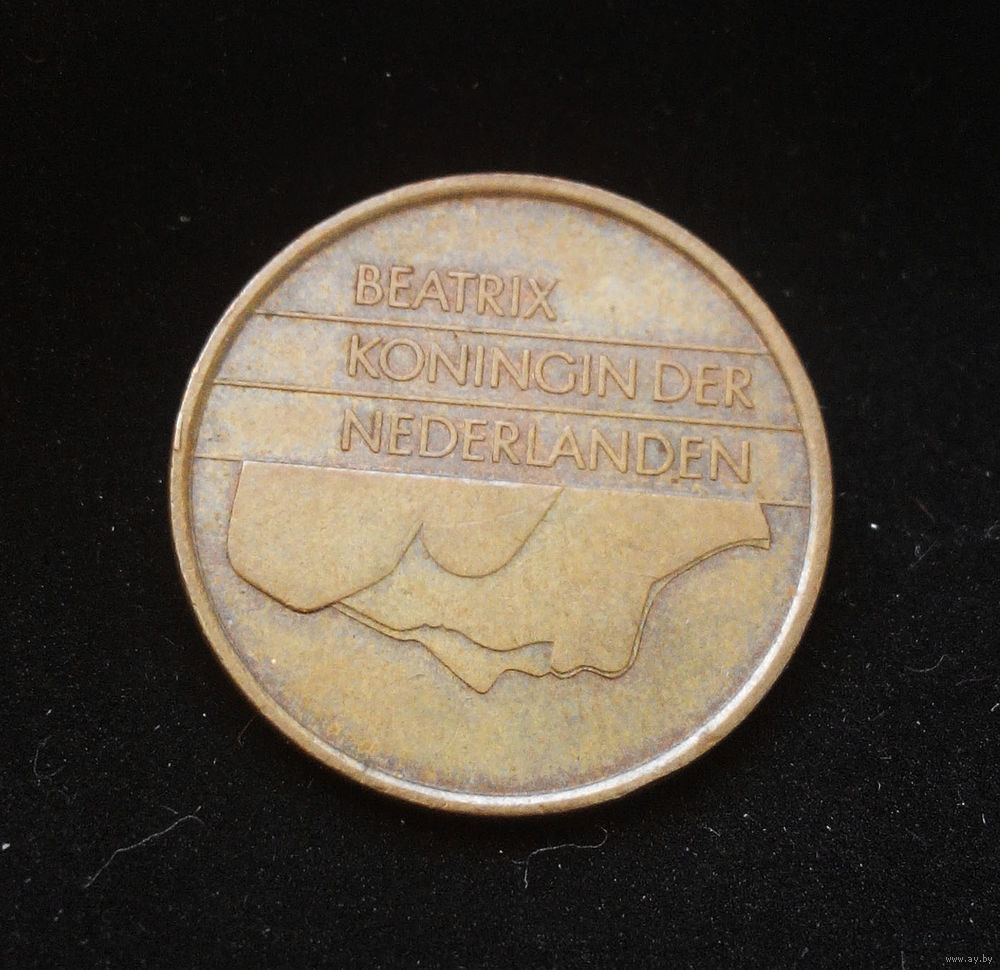 BEATRIX
KONINGIN DER
NEDERLANDEN
www.ay.by